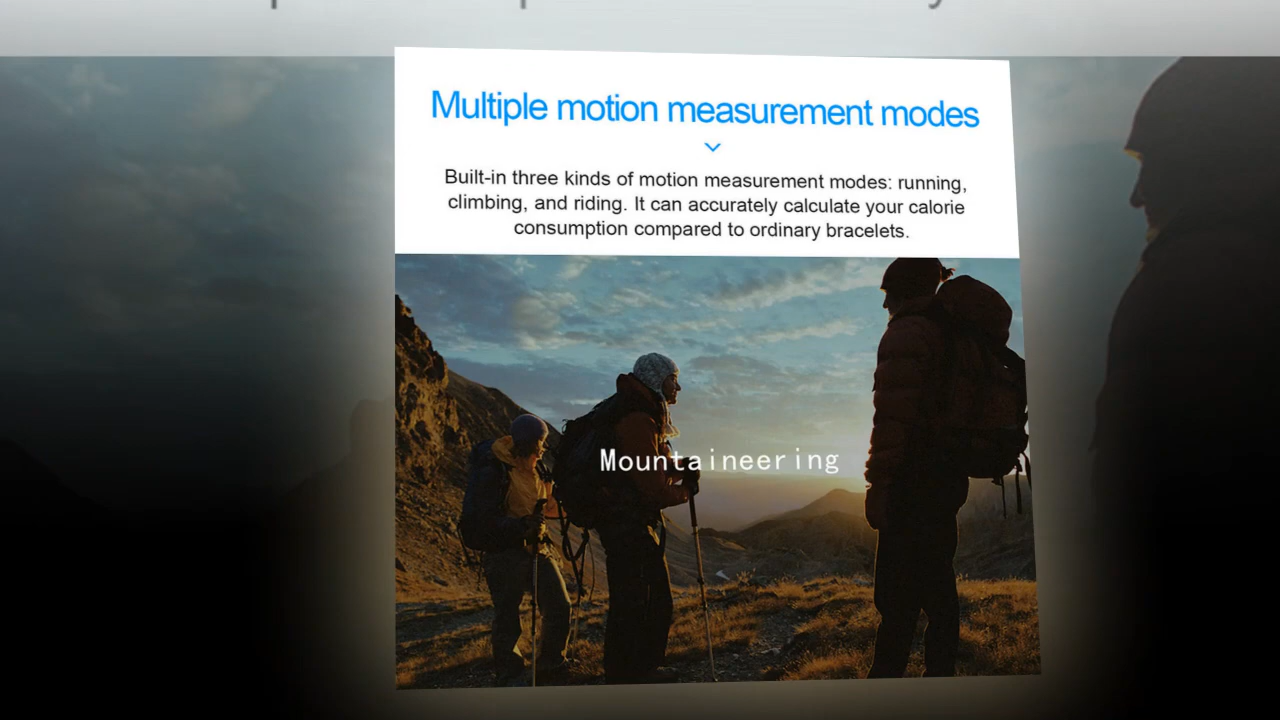 Multiple motion measurement modes
Built-in three kinds of motion measurement modes: running,
climbing, and riding. It can accurately calculate your calorie
consumption compared to ordinary bracelets.
Mountaineering